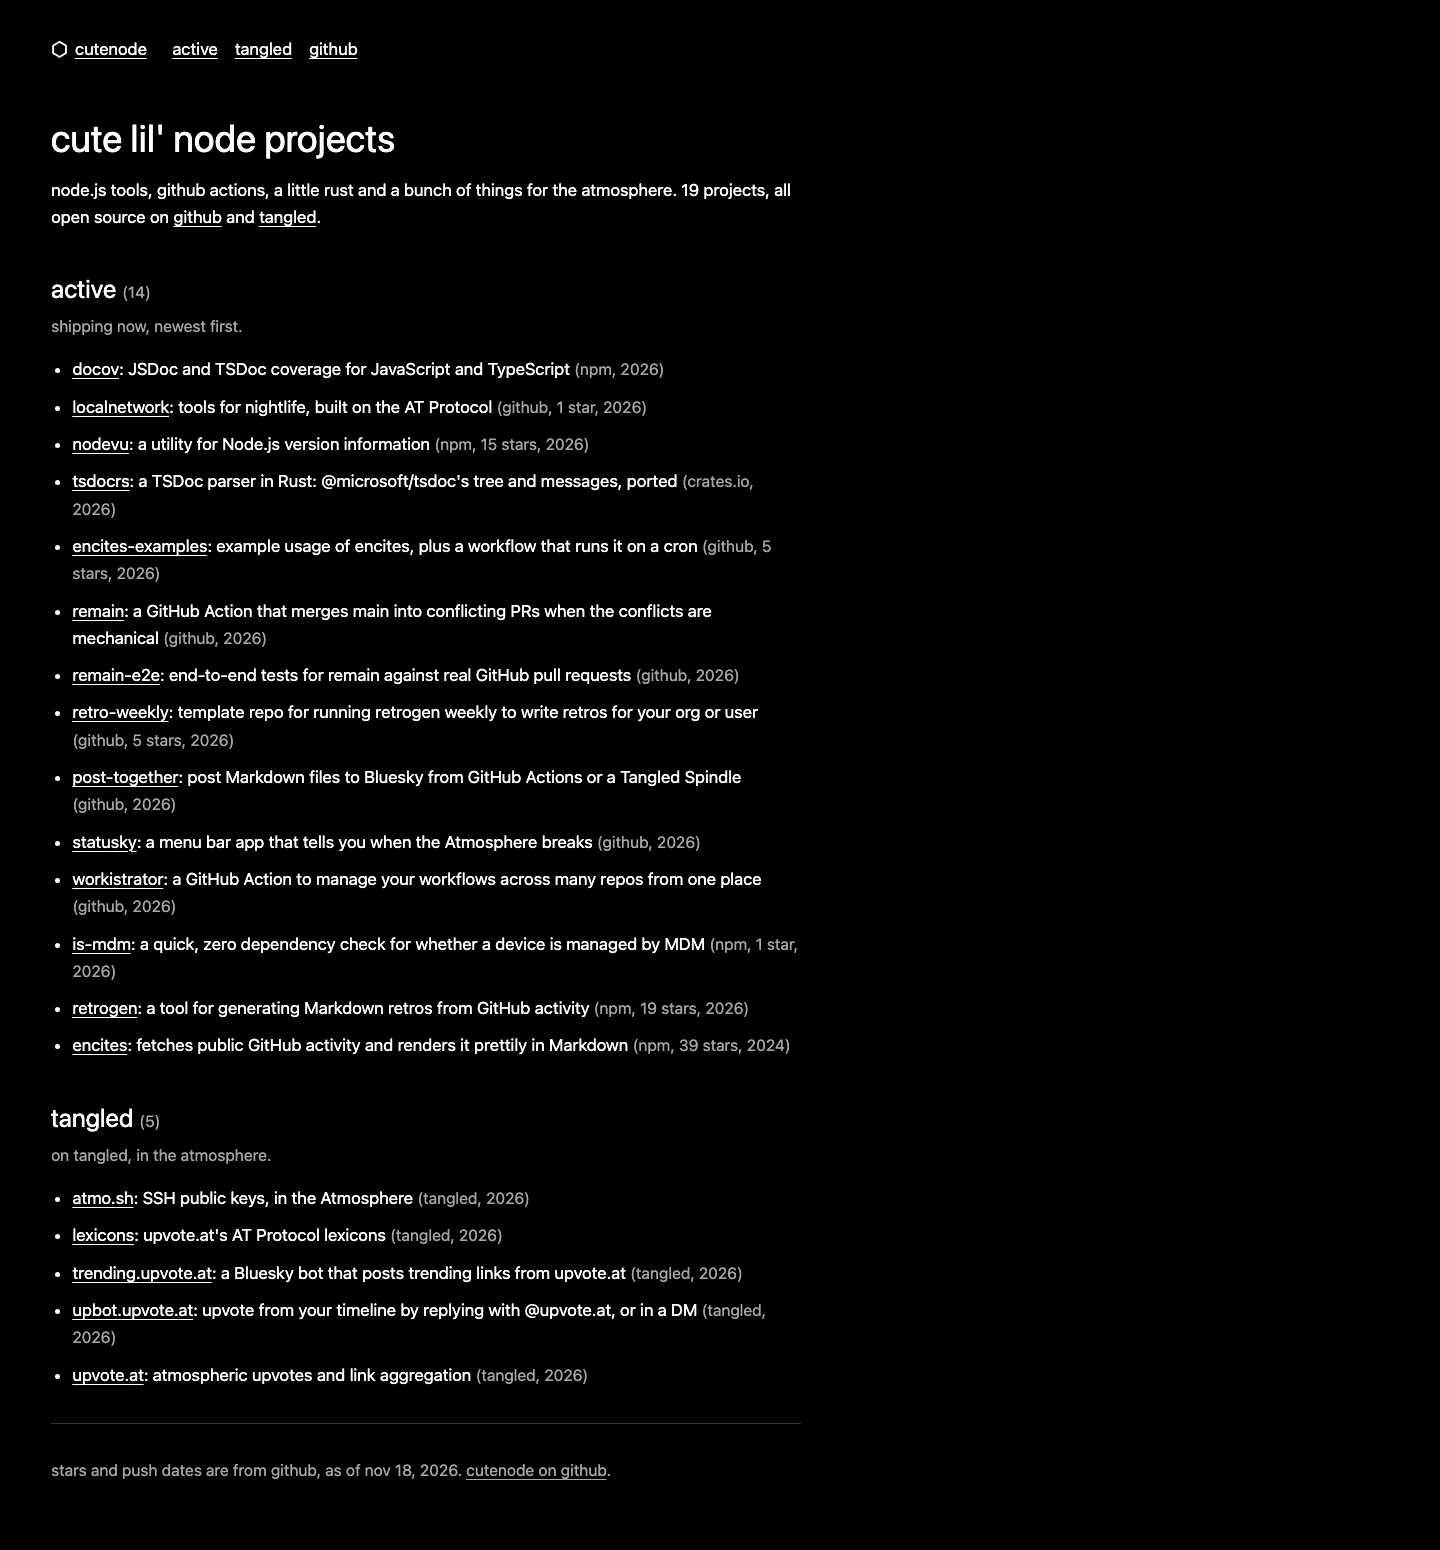 cutenode active tangled github
cute lil' node projects
node.js tools, github actions, a little rust and a bunch of things for the atmosphere. 19 projects, all
open source on github and tangled.
active (14)
shipping now, newest first.
• docov: JSDoc and TSDoc coverage for JavaScript and TypeScript (npm, 2026)
• localnetwork: tools for nightlife, built on the AT Protocol (github, 1 star, 2026)
• nodevu: a utility for Node.js version information (npm, 15 stars, 2026)
• tsdocrs: a TSDoc parser in Rust: @microsoft/tsdoc's tree and messages, ported (crates.io,
2026)
• encites-examples: example usage of encites, plus a workflow that runs it on a cron (github, 5
stars, 2026)
• remain: a GitHub Action that merges main into conflicting PRs when the conflicts are
mechanical (github, 2026)
• remain-e2e: end-to-end tests for remain against real GitHub pull requests (github, 2026)
• retro-weekly: template repo for running retrogen weekly to write retros for your org or user
(github, 5 stars, 2026)
• post-together: post Markdown files to Bluesky from GitHub Actions or a Tangled Spindle
(github, 2026)
• statusky: a menu bar app that tells you when the Atmosphere breaks (github, 2026)
• workistrator: a GitHub Action to manage your workflows across many repos from one place
(github, 2026)
• is-mdm: a quick, zero dependency check for whether a device is managed by MDM (npm, 1 star,
2026)
• retrogen: a tool for generating Markdown retros from GitHub activity (npm, 19 stars, 2026)
• encites: fetches public GitHub activity and renders it prettily in Markdown (npm, 39 stars, 2024)
tangled (5)
on tangled, in the atmosphere.
• atmo.sh: SSH public keys, in the Atmosphere (tangled, 2026)
• lexicons: upvote.at's AT Protocol lexicons (tangled, 2026)
• trending.upvote.at: a Bluesky bot that posts trending links from upvote.at (tangled, 2026)
• upbot.upvote.at: upvote from your timeline by replying with @upvote.at, or in a DM (tangled,
2026)
• upvote.at: atmospheric upvotes and link aggregation (tangled, 2026)
stars and push dates are from github, as of nov 18, 2026. cutenode on github.